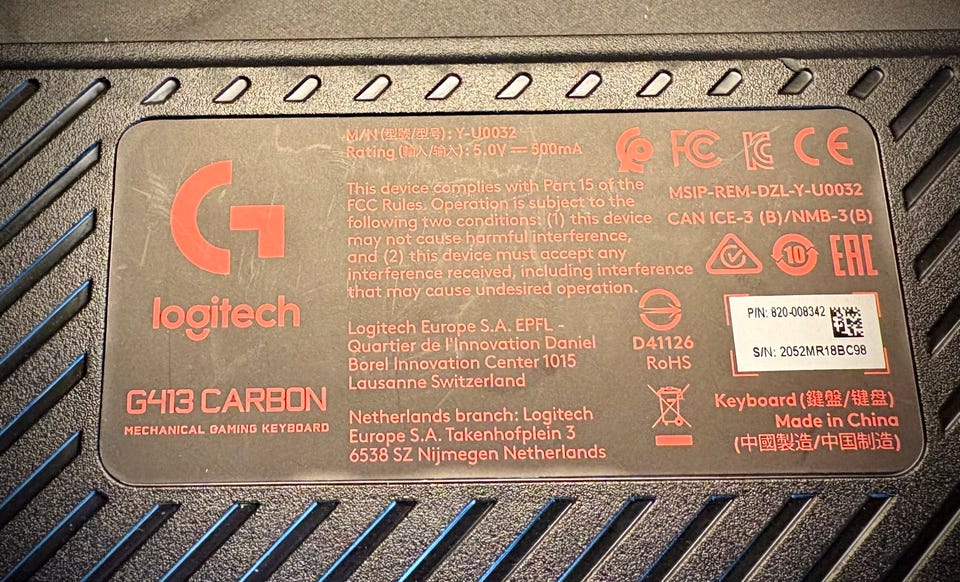 M/N (型號/型号) : Y-U0032
Rating (輸入/输入) : 5.0V ⎓ 500mA
This device complies with Part 15 of the
FCC Rules. Operation is subject to the
following two conditions: (1) this device
may not cause harmful interference,
and (2) this device must accept any
interference received, including interference
that may cause undesired operation.
Logitech Europe S.A. EPFL -
Quartier de l'Innovation Daniel
Borel Innovation Center 1015
Lausanne Switzerland
Netherlands branch: Logitech
Europe S.A. Takenhofplein 3
6538 SZ Nijmegen Netherlands
G
logitech
G413 CARBON
MECHANICAL GAMING KEYBOARD
FC CE
MSIP-REM-DZL-Y-U0032
CAN ICE-3 (B)/NMB-3(B)
10 EAC
D41126
RoHS
P/N: 820-008342
S/N: 2052MR18BC98
Keyboard (鍵盤/键盘)
Made in China
(中國製造/中国制造)